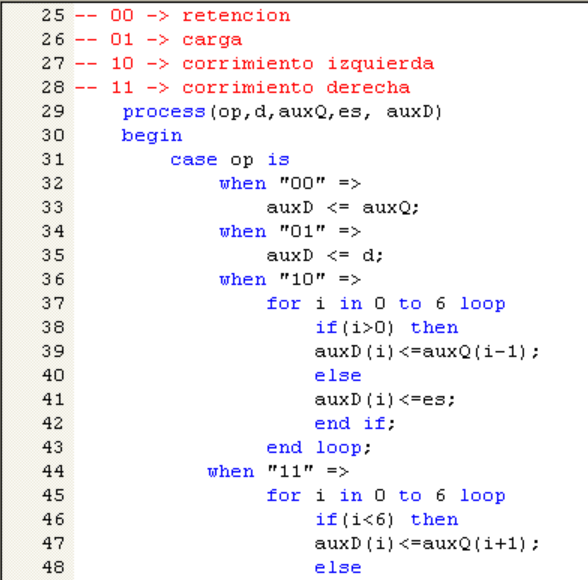 25 -- 00 -> retencion
26 -- 01 -> carga
27 -- 10 -> corrimiento izquierda
28 -- 11 -> corrimiento derecha
29     process(op,d,auxQ,es, auxD)
30     begin
31         case op is
32             when "00" =>
33                 auxD <= auxQ;
34             when "01" =>
35                 auxD <= d;
36             when "10" =>
37                 for i in 0 to 6 loop
38                     if(i>0) then
39                     auxD(i)<=auxQ(i-1);
40                     else
41                     auxD(i)<=es;
42                     end if;
43                 end loop;
44            when "11" =>
45                 for i in 0 to 6 loop
46                     if(i<6) then
47                     auxD(i)<=auxQ(i+1);
48                     else